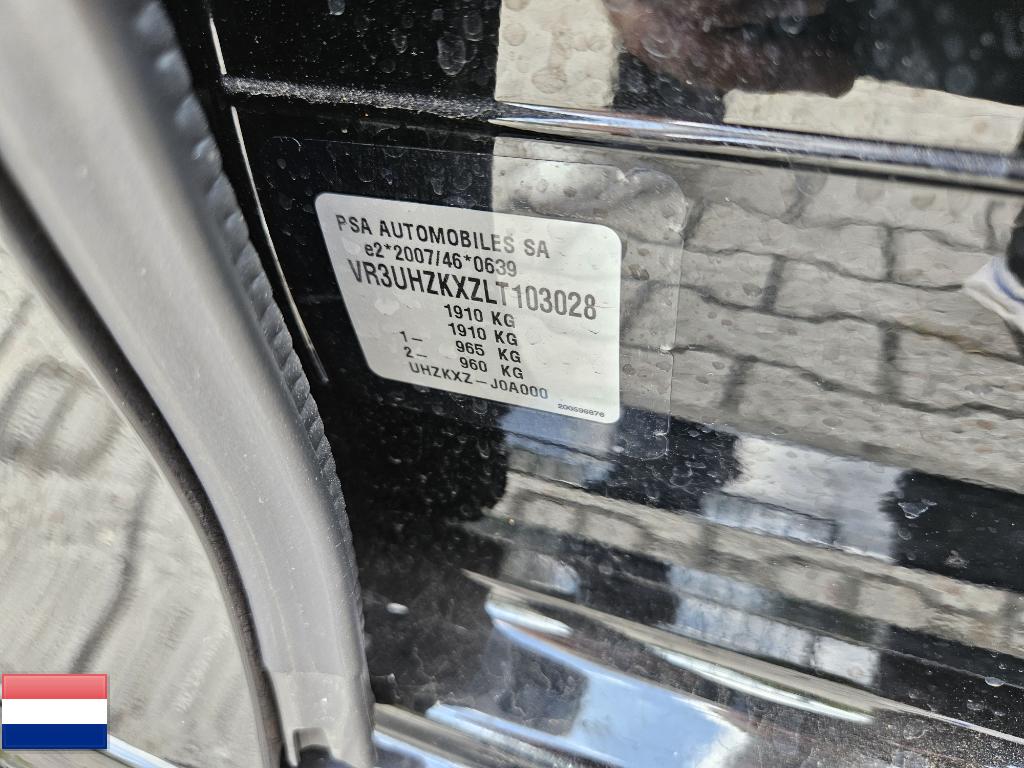 PSA AUTOMOBILES SA
e2*2007/46*0639
VR3UHZKXZLT103028
1910 KG
1910 KG
1– 965 KG
2– 960 KG
UHZKXZ–J0A000
200596876